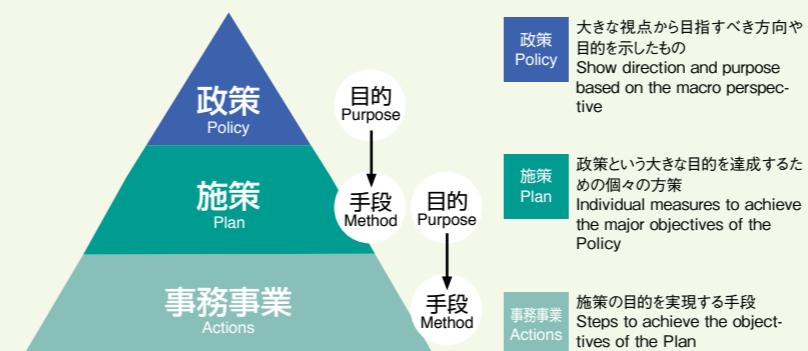 政策
Policy
目的
Purpose
施策
Plan
手段
Method
目的
Purpose
事務事業
Actions
手段
Method
政策
Policy
大きな視点から目指すべき方向や
目的を示したもの
Show direction and purpose
based on the macro perspec-
tive
施策
Plan
政策という大きな目的を達成するた
めの個々の方策
Individual measures to achieve
the major objectives of the
Policy
事務事業
Actions
施策の目的を実現する手段
Steps to achieve the object-
tives of the Plan